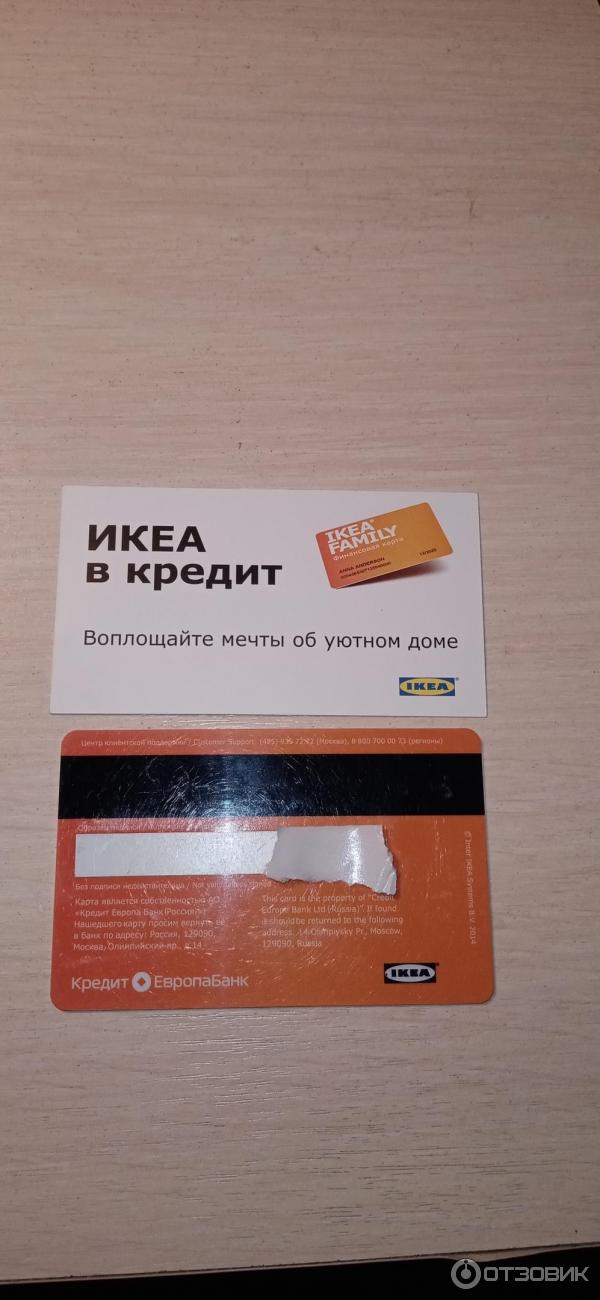 ИКЕА
в кредит
IKEA
FAMILY
Финансовая карта
12/2020
ANNA ANDERSON
Воплощайте мечты об уютном доме
IKEA
Центр клиентской поддержки / Customer Support: (495) 775 72 72 (Москва), 8 800 700 00 73 (регионы)
Без подписи недействительна / Not valid unless signed
Карта является собственностью АО
«Кредит Европа Банк (Россия)».
Нашедшего карту просим вернуть ее
в Банк по адресу: Россия, 129090,
Москва, Олимпийский пр., д.14
This card is the property of "Credit
Europe Bank Ltd (Russia)". If found
it should be returned to the following
address: 14 Olimpiysky Pr., Moscow,
129090, Russia
© Inter IKEA Systems B.V. 2014
Кредит ЕвропаБанк
IKEA
ОТЗОВИК